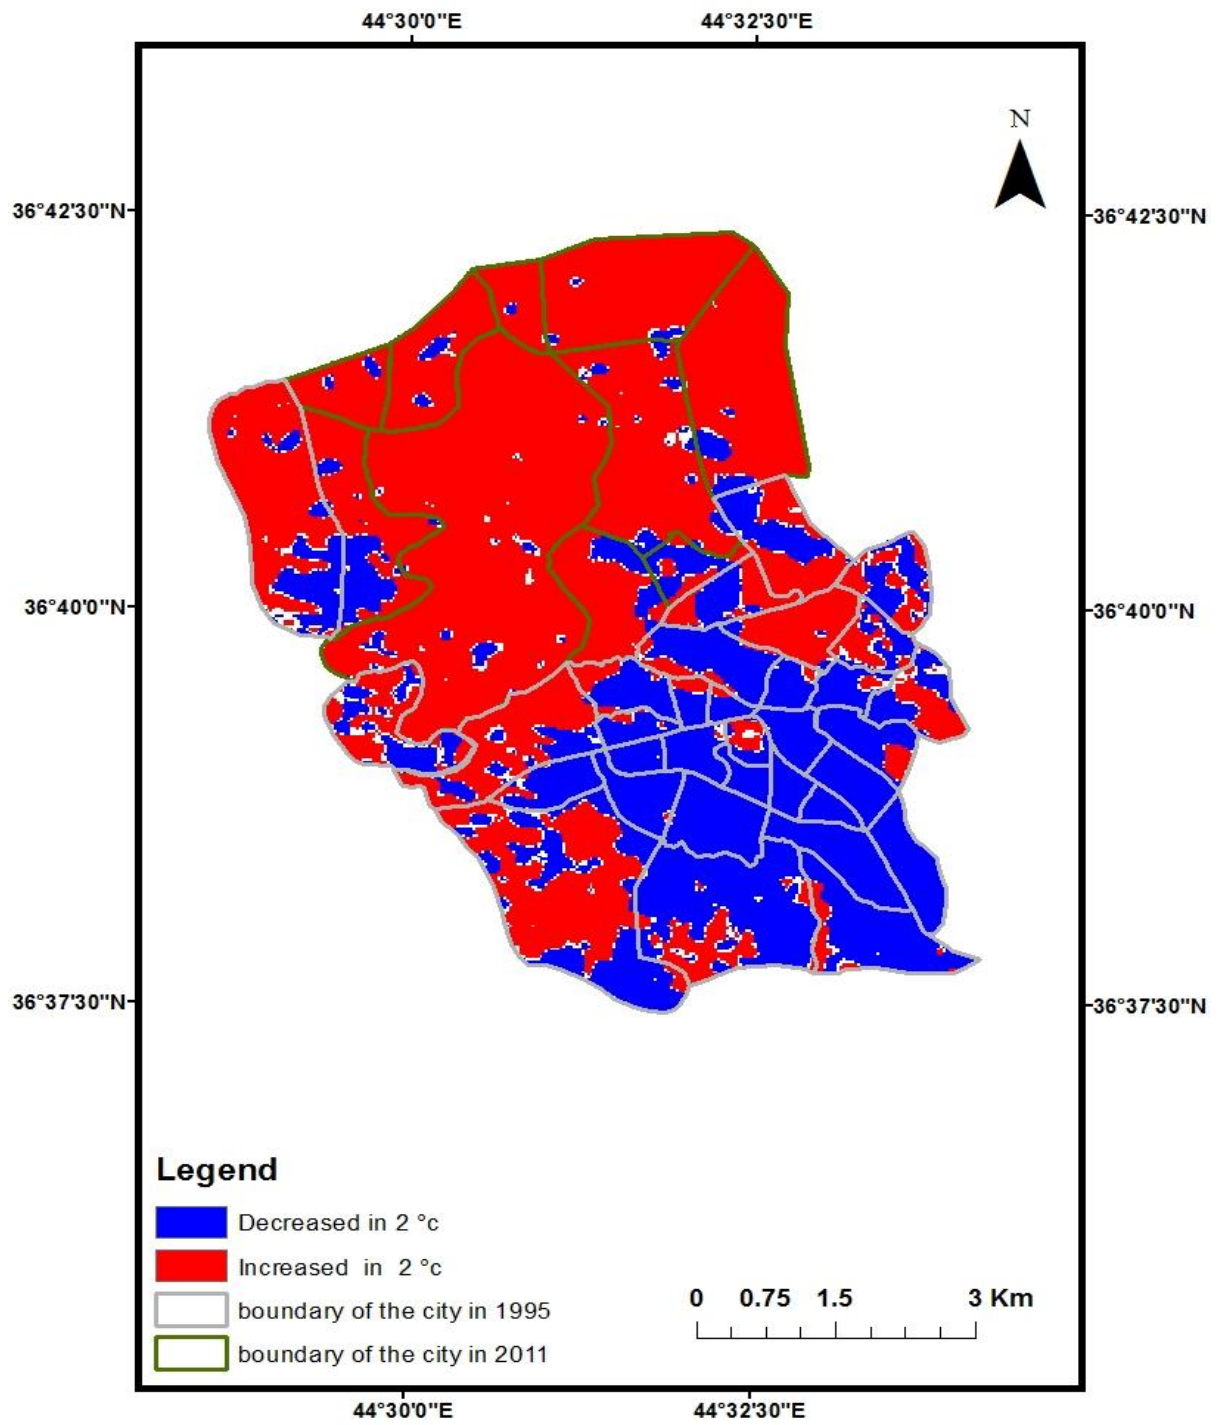 44°30'0"E 44°32'30"E
N
36°42'30"N 36°42'30"N
36°40'0"N 36°40'0"N
36°37'30"N 36°37'30"N
Legend
Decreased in 2 °c
Increased in 2 °c
boundary of the city in 1995
boundary of the city in 2011
0 0.75 1.5 3 Km
44°30'0"E 44°32'30"E